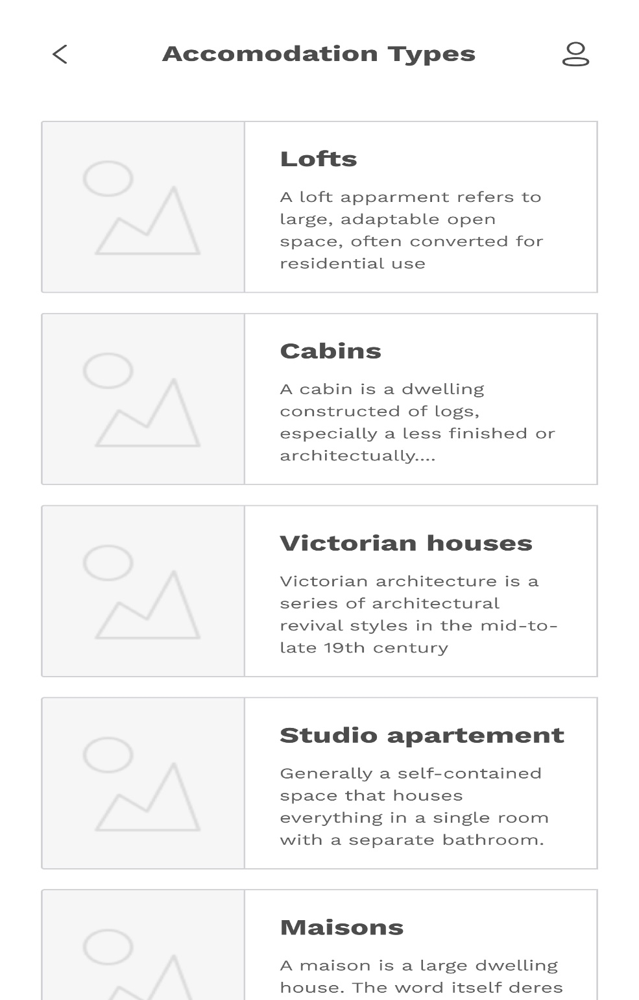 Accomodation Types
Lofts
A loft apparment refers to
large, adaptable open
space, often converted for
residential use
Cabins
A cabin is a dwelling
constructed of logs,
especially a less finished or
architectually....
Victorian houses
Victorian architecture is a
series of architectural
revival styles in the mid-to-
late 19th century
Studio apartement
Generally a self-contained
space that houses
everything in a single room
with a separate bathroom.
Maisons
A maison is a large dwelling
house. The word itself deres